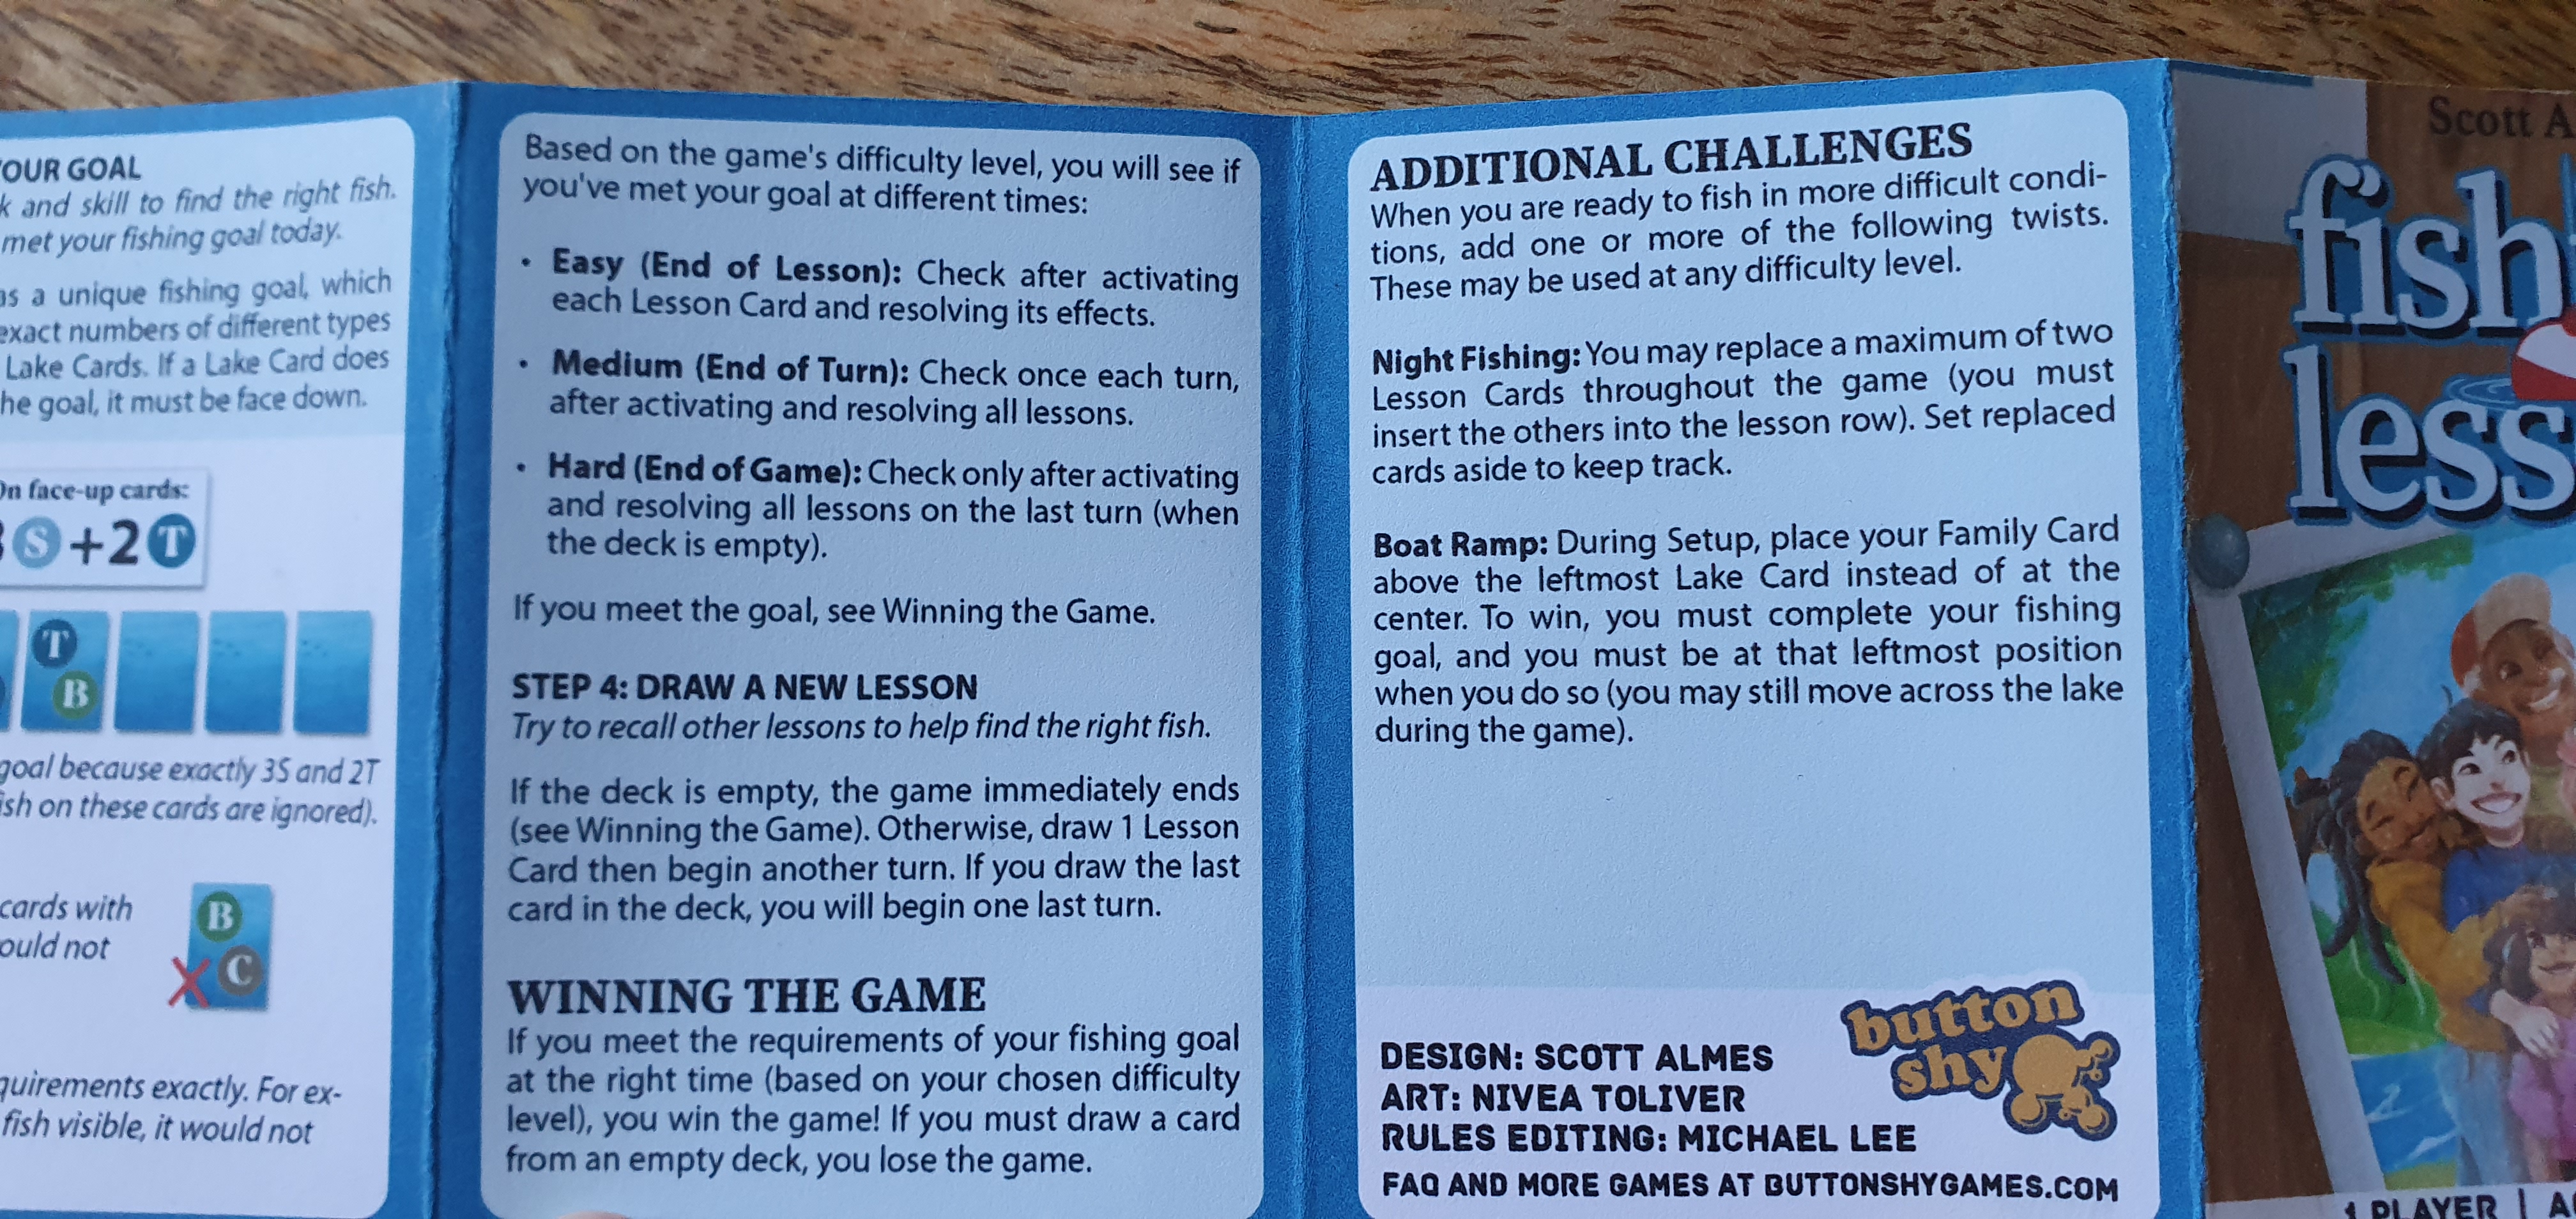 OUR GOAL
k and skill to find the right fish.
met your fishing goal today.
as a unique fishing goal, which
exact numbers of different types
Lake Cards. If a Lake Card does
he goal, it must be face down.
On face-up cards:
3 S +2 T
T
B
goal because exactly 3S and 2T
ish on these cards are ignored).
cards with
ould not
B
C
quirements exactly. For ex-
fish visible, it would not
Based on the game's difficulty level, you will see if
you've met your goal at different times:
• Easy (End of Lesson): Check after activating
each Lesson Card and resolving its effects.
• Medium (End of Turn): Check once each turn,
after activating and resolving all lessons.
• Hard (End of Game): Check only after activating
and resolving all lessons on the last turn (when
the deck is empty).
If you meet the goal, see Winning the Game.
STEP 4: DRAW A NEW LESSON
Try to recall other lessons to help find the right fish.
If the deck is empty, the game immediately ends
(see Winning the Game). Otherwise, draw 1 Lesson
Card then begin another turn. If you draw the last
card in the deck, you will begin one last turn.
WINNING THE GAME
If you meet the requirements of your fishing goal
at the right time (based on your chosen difficulty
level), you win the game! If you must draw a card
from an empty deck, you lose the game.
ADDITIONAL CHALLENGES
When you are ready to fish in more difficult condi-
tions, add one or more of the following twists.
These may be used at any difficulty level.
Night Fishing: You may replace a maximum of two
Lesson Cards throughout the game (you must
insert the others into the lesson row). Set replaced
cards aside to keep track.
Boat Ramp: During Setup, place your Family Card
above the leftmost Lake Card instead of at the
center. To win, you must complete your fishing
goal, and you must be at that leftmost position
when you do so (you may still move across the lake
during the game).
button
shy
DESIGN: SCOTT ALMES
ART: NIVEA TOLIVER
RULES EDITING: MICHAEL LEE
FAQ AND MORE GAMES AT BUTTONSHYGAMES.COM
Scott A
fish
less
1 PLAYER | A